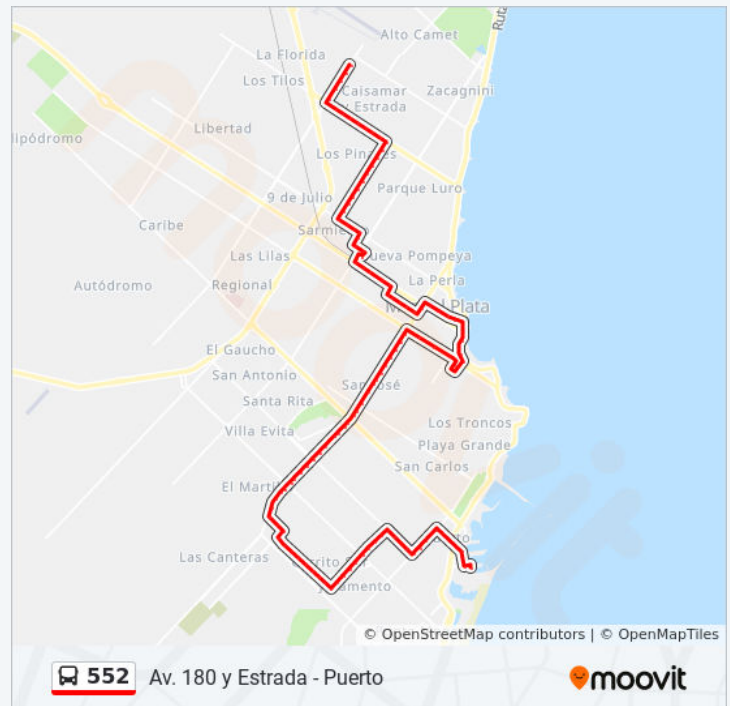 Alto Camet
Ruta
La Florida
Los Tilos
Caisamar
y Estrada
Zacagnini
Libertad
Los Pinares
Parque Luro
9 de Julio
Sarmiento
Caribe
Nueva Pompeya
Las Lilas
La Perla
Autódromo
Regional
Plata
El Gaucho
San Antonio
San José
Santa Rita
Los Troncos
Villa Evita
Playa Grande
San Carlos
El Martillo
Las Canteras
© OpenStreetMap contributors | © OpenMapTiles
552 Av. 180 y Estrada - Puerto
moovit